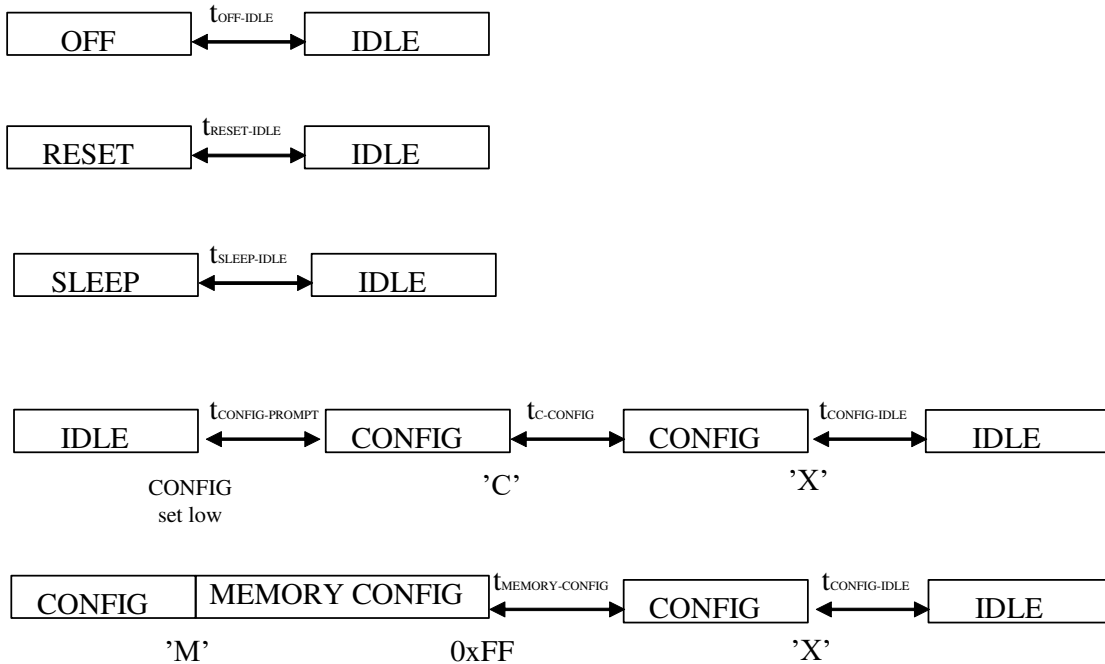 tOFF-IDLE
OFF IDLE
tRESET-IDLE
RESET IDLE
tSLEEP-IDLE
SLEEP IDLE
tCONFIG-PROMPT tC-CONFIG tCONFIG-IDLE
IDLE CONFIG CONFIG IDLE
CONFIG
set low
’C’ ’X’
tMEMORY-CONFIG tCONFIG-IDLE
CONFIG MEMORY CONFIG CONFIG IDLE
’M’ 0xFF ’X’